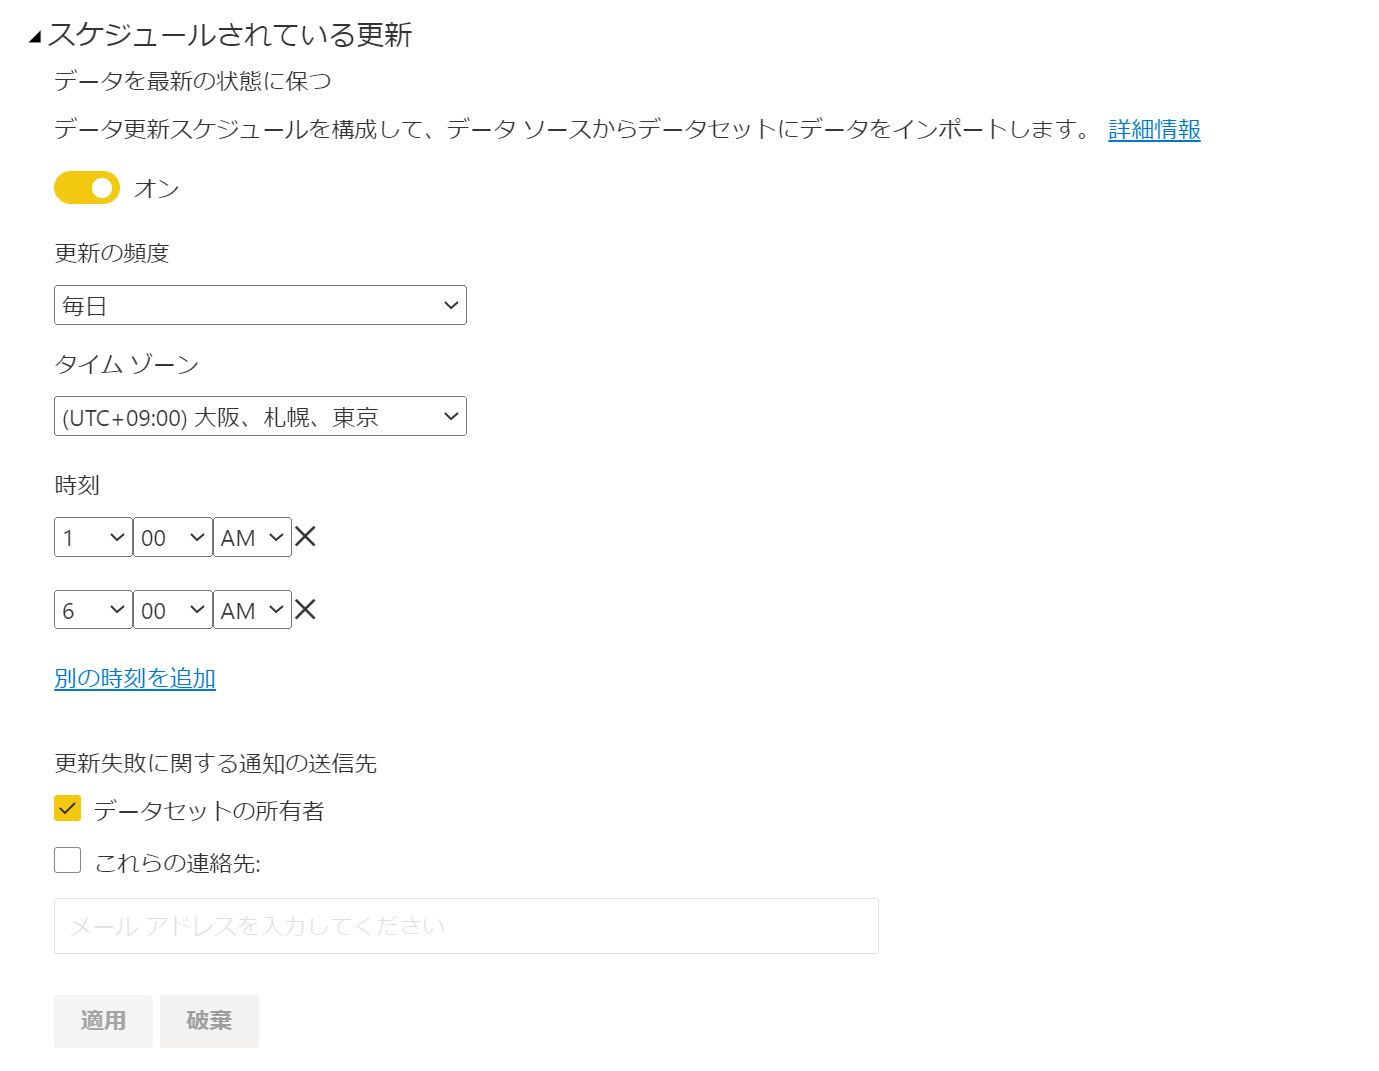 スケジュールされている更新
データを最新の状態に保つ
データ更新スケジュールを構成して、データ ソースからデータセットにデータをインポートします。 詳細情報
オン
更新の頻度
毎日
タイム ゾーン
(UTC+09:00) 大阪、札幌、東京
時刻
1 00 AM
6 00 AM
別の時刻を追加
更新失敗に関する通知の送信先
データセットの所有者
これらの連絡先:
メール アドレスを入力してください
適用 破棄